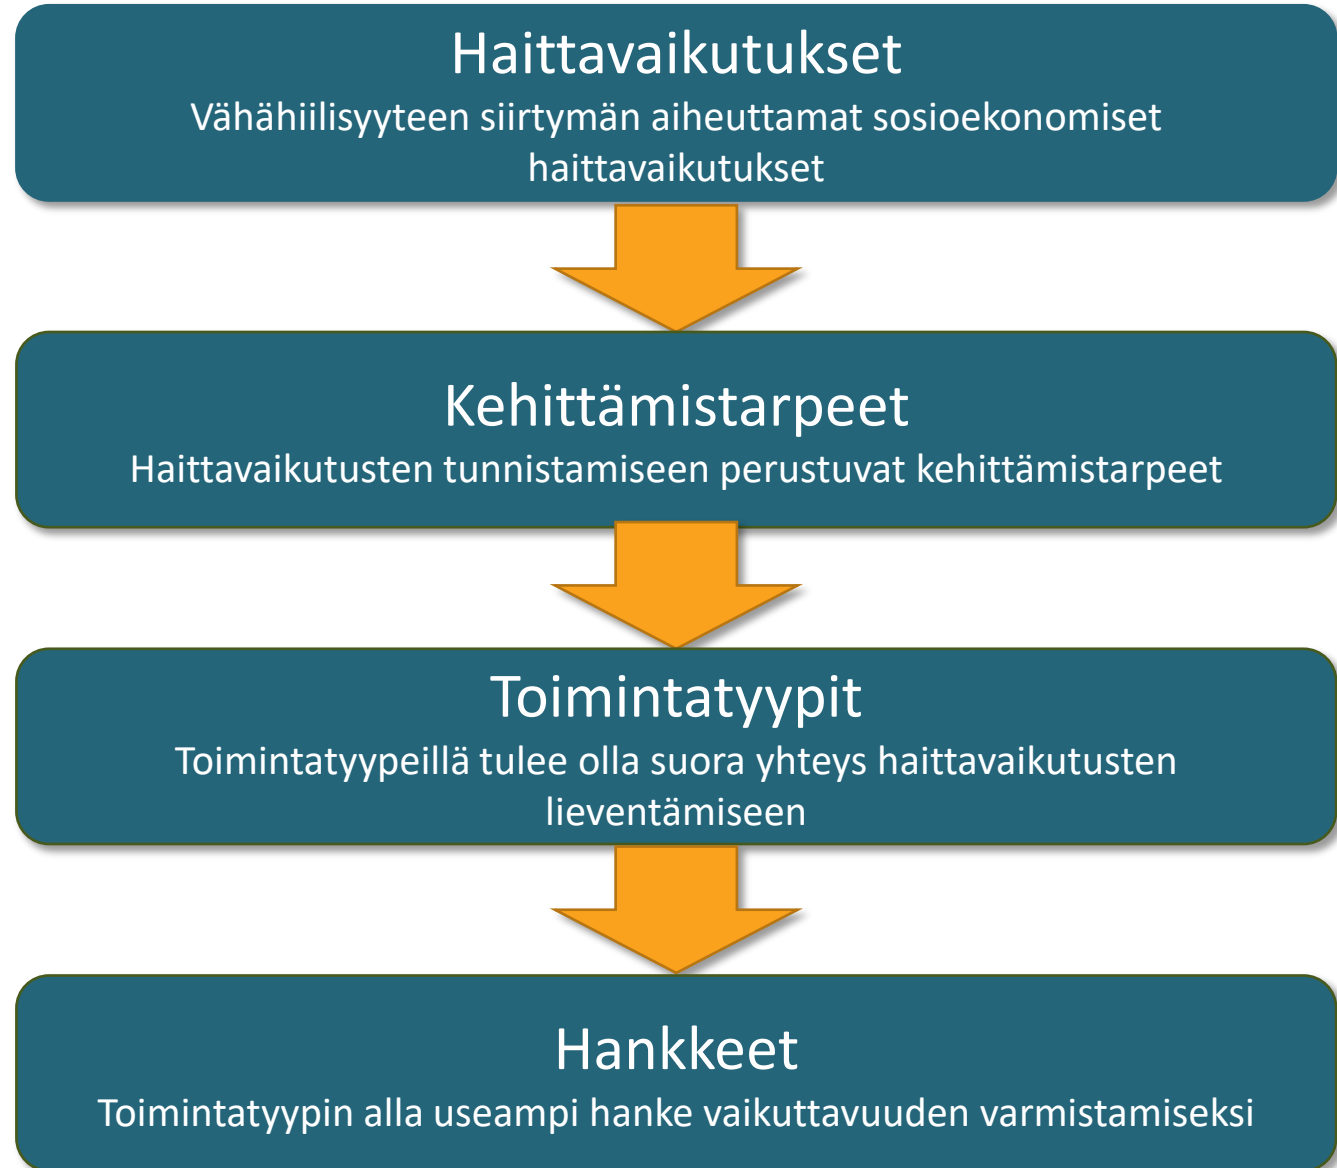 Haittavaikutukset
Vähähiilisyyteen siirtymän aiheuttamat sosioekonomiset
haittavaikutukset
Kehittämistarpeet
Haittavaikutusten tunnistamiseen perustuvat kehittämistarpeet
Toimintatyypit
Toimintatyypeillä tulee olla suora yhteys haittavaikutusten
lieventämiseen
Hankkeet
Toimintatyypin alla useampi hanke vaikuttavuuden varmistamiseksi